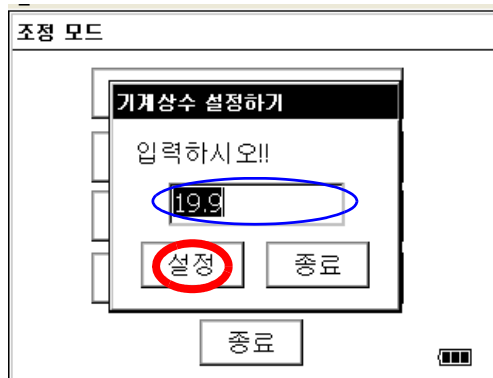 조정 모드
기계상수 설정하기
입력하시오!!
19.9
설정 종료
종료